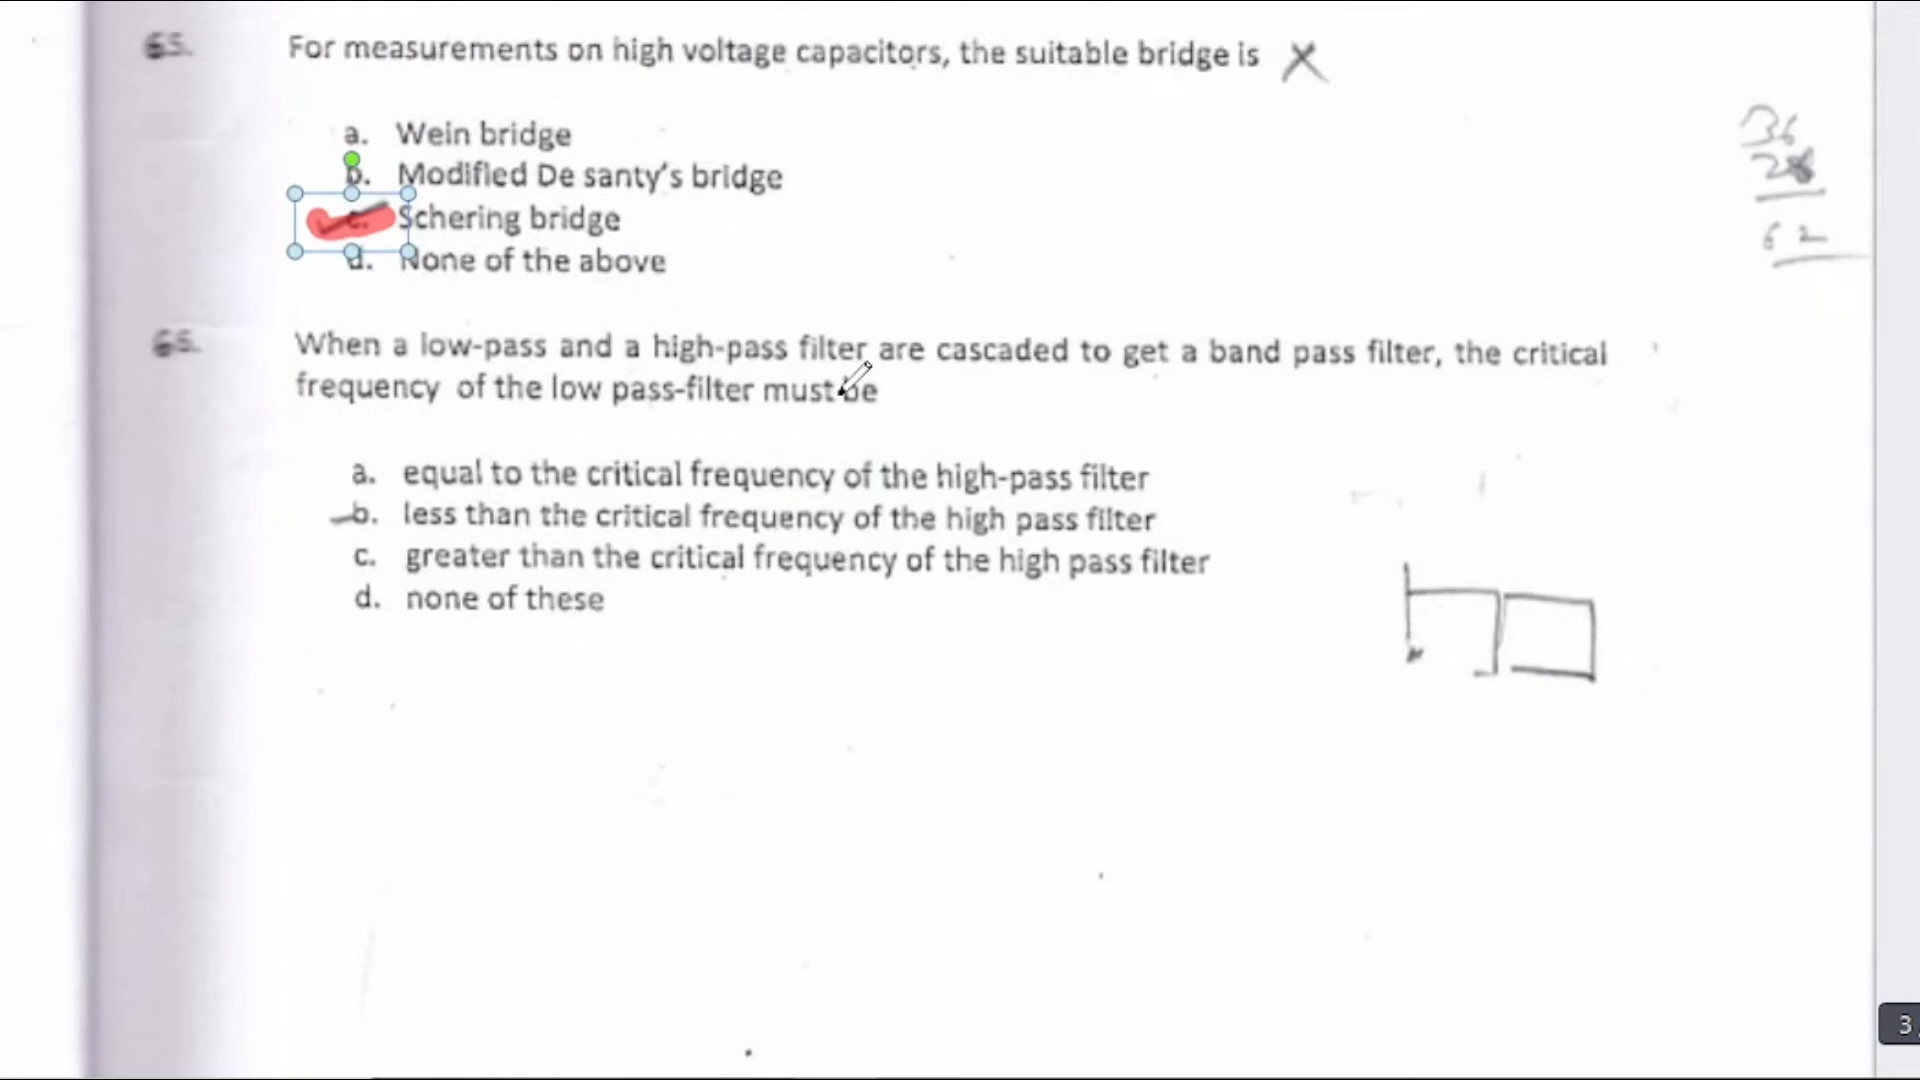 65.
For measurements on high voltage capacitors, the suitable bridge is X
a. Wein bridge
b. Modified De santy's bridge
c. Schering bridge
d. None of the above
36
62
When a low-pass and a high-pass filter are cascaded to get a band pass filter, the critical
frequency of the low pass-filter must be
a. equal to the critical frequency of the high-pass filter
b. less than the critical frequency of the high pass filter
c. greater than the critical frequency of the high pass filter
d. none of these
3